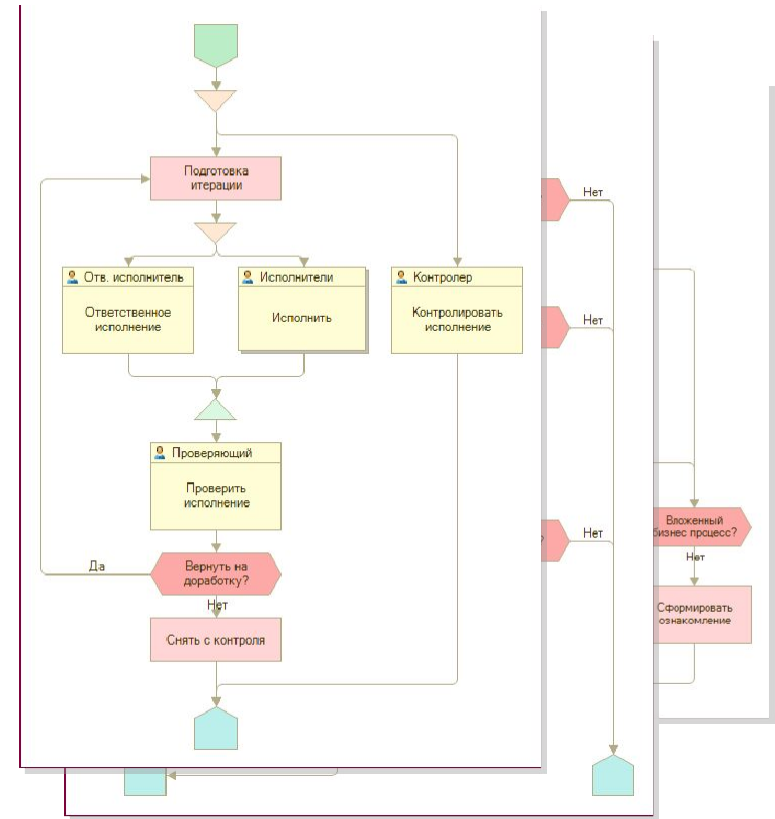 Подготовка
итерации
Отв. исполнитель
Ответственное
исполнение
Исполнители
Исполнить
Контролер
Контролировать
исполнение
Проверяющий
Проверить
исполнение
Да
Вернуть на
доработку?
Нет
Снять с контроля
Нет
Нет
?
Нет
Вложенный
бизнес процесс?
Нет
Сформировать
ознакомление